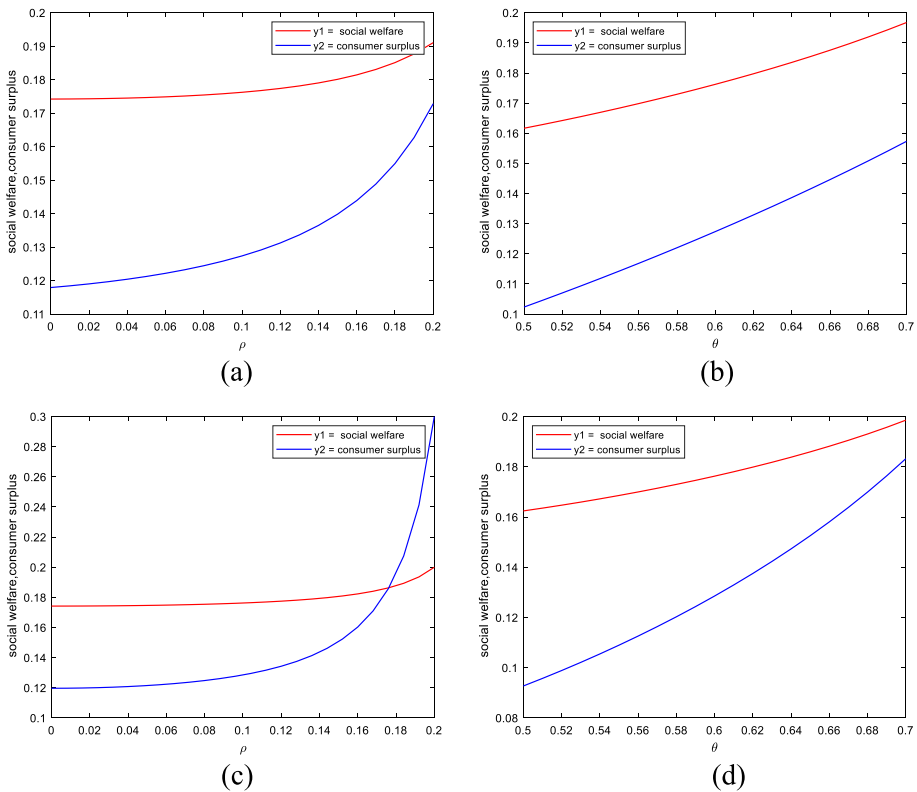 0.2
0.19
0.18
0.17
0.16
0.15
0.14
0.13
0.12
0.11
social welfare,consumer surplus
y1 = social welfare
y2 = consumer surplus
0 0.02 0.04 0.06 0.08 0.1 0.12 0.14 0.16 0.18 0.2
ρ
(a)
0.2
0.19
0.18
0.17
0.16
0.15
0.14
0.13
0.12
0.11
0.1
social welfare,consumer surplus
y1 = social welfare
y2 = consumer surplus
0.5 0.52 0.54 0.56 0.58 0.6 0.62 0.64 0.66 0.68 0.7
θ
(b)
0.3
0.28
0.26
0.24
0.22
0.2
0.18
0.16
0.14
0.12
0.1
social welfare,consumer surplus
y1 = social welfare
y2 = consumer surplus
0 0.02 0.04 0.06 0.08 0.1 0.12 0.14 0.16 0.18 0.2
ρ
(c)
0.2
0.18
0.16
0.14
0.12
0.1
0.08
social welfare,consumer surplus
y1 = social welfare
y2 = consumer surplus
0.5 0.52 0.54 0.56 0.58 0.6 0.62 0.64 0.66 0.68 0.7
θ
(d)